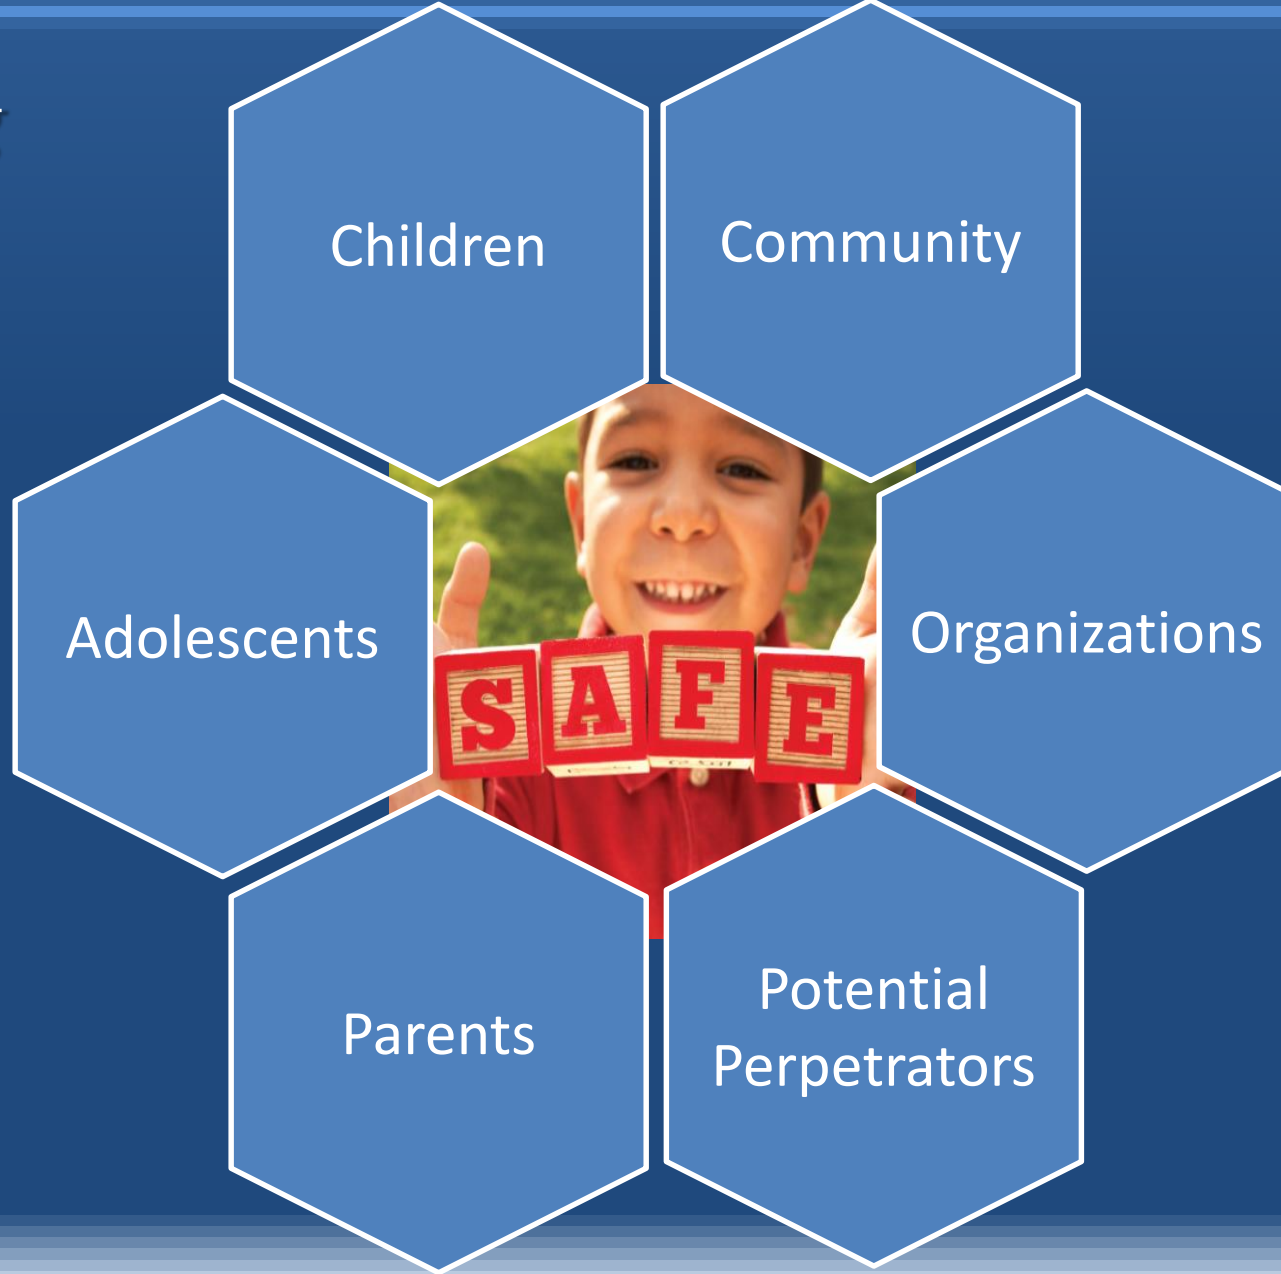 Children
Community
Adolescents
Organizations
SAFE
Parents
Potential
Perpetrators